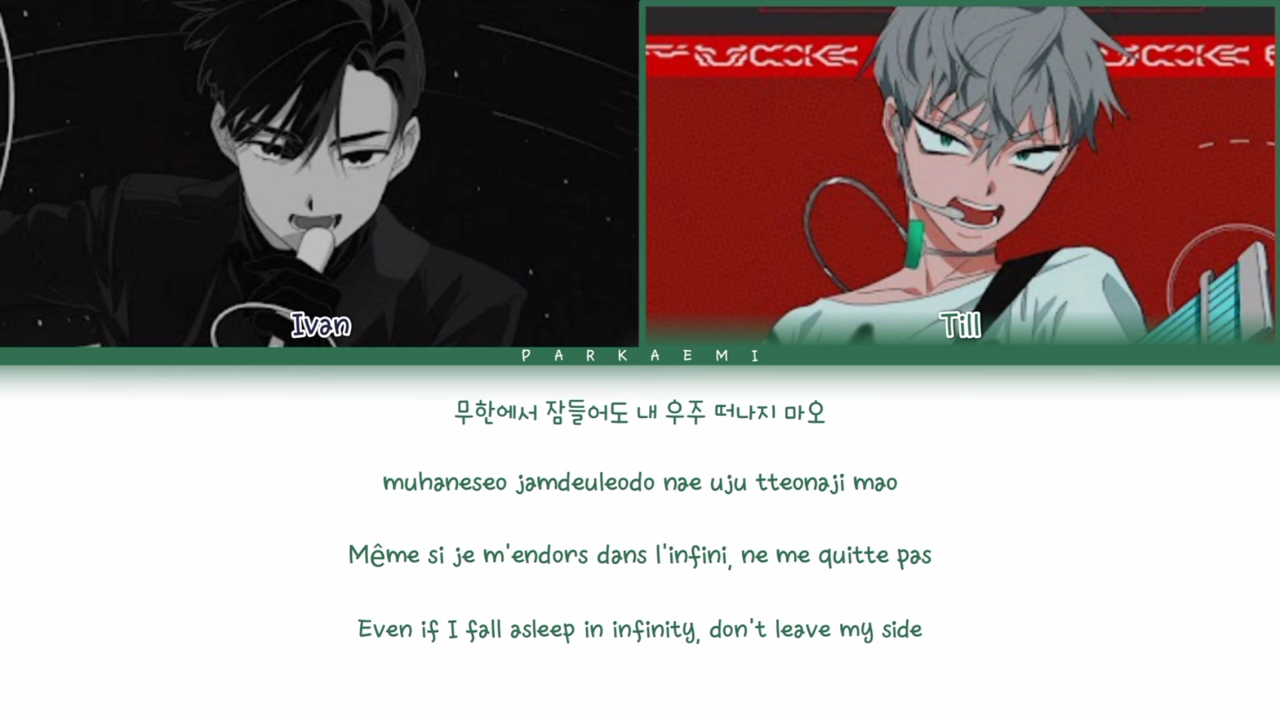 Ivan
Till
PARKAEMI
무한에서 잠들어도 내 우주 떠나지 마오
muhaneseo jamdeuleodo nae uju tteonaji mao
Même si je m'endors dans l'infini, ne me quitte pas
Even if I fall asleep in infinity, don't leave my side